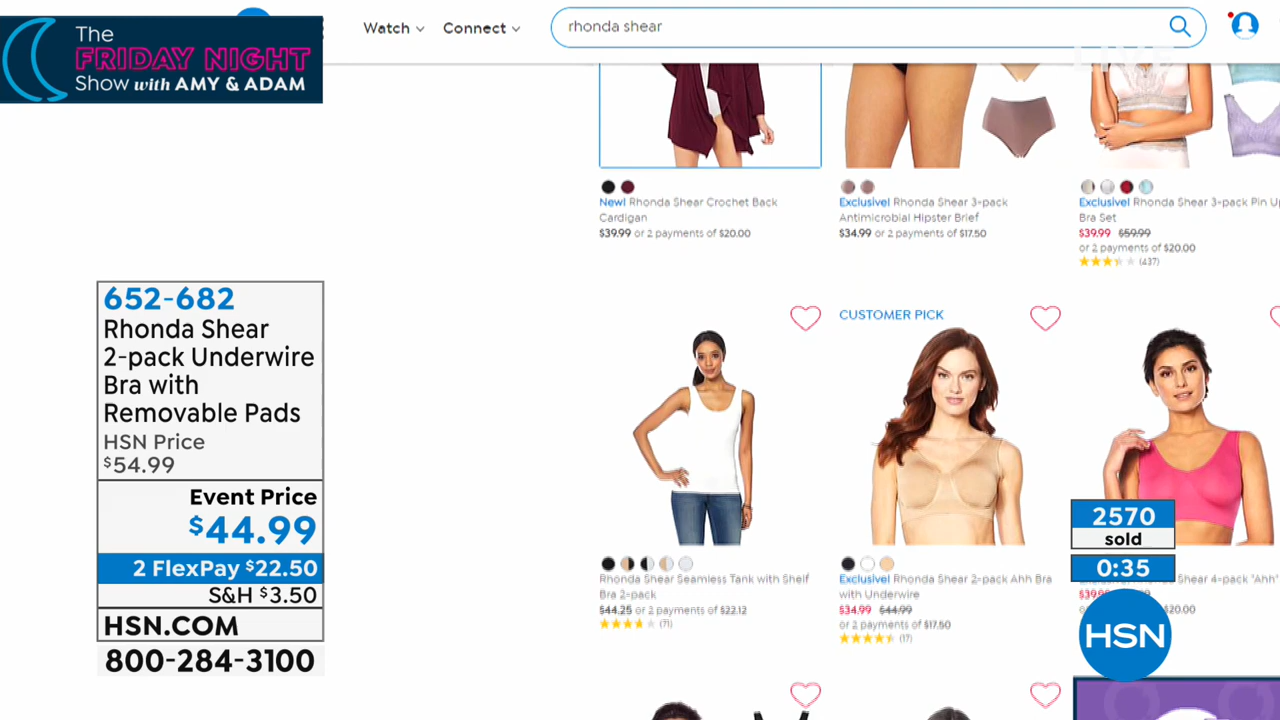 The
FRIDAY NIGHT
Show with AMY & ADAM
Watch
Connect
rhonda shear
LIVE
New! Rhonda Shear Crochet Back
Cardigan
$39.99 or 2 payments of $20.00
Exclusive! Rhonda Shear 3-pack
Antimicrobial Hipster Brief
$34.99 or 2 payments of $17.50
Exclusive! Rhonda Shear 3-pack Pin Up
Bra Set
$39.99 $59.99
or 2 payments of $20.00
(437)
652-682
Rhonda Shear
2-pack Underwire
Bra with
Removable Pads
HSN Price
$54.99
Event Price
$44.99
2 FlexPay $22.50
S&H $3.50
HSN.COM
800-284-3100
CUSTOMER PICK
Rhonda Shear Seamless Tank with Shelf
Bra 2-pack
$44.25 or 2 payments of $22.12
(71)
Exclusive! Rhonda Shear 2-pack Ahh Bra
with Underwire
$34.99 $44.99
or 2 payments of $17.50
(17)
2570
sold
0:35
Shear 4-pack "Ahh"
$20.00
HSN